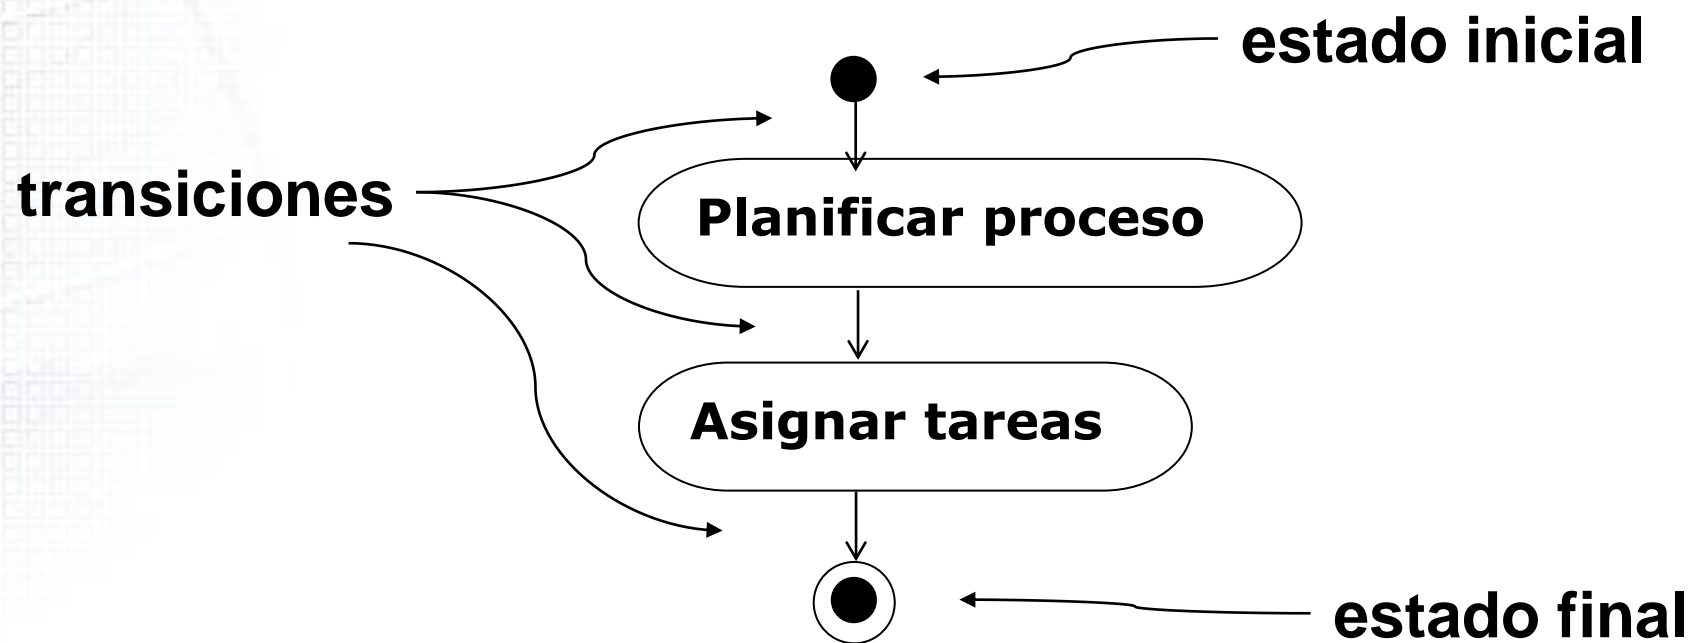 estado inicial
transiciones
Planificar proceso
Asignar tareas
estado final